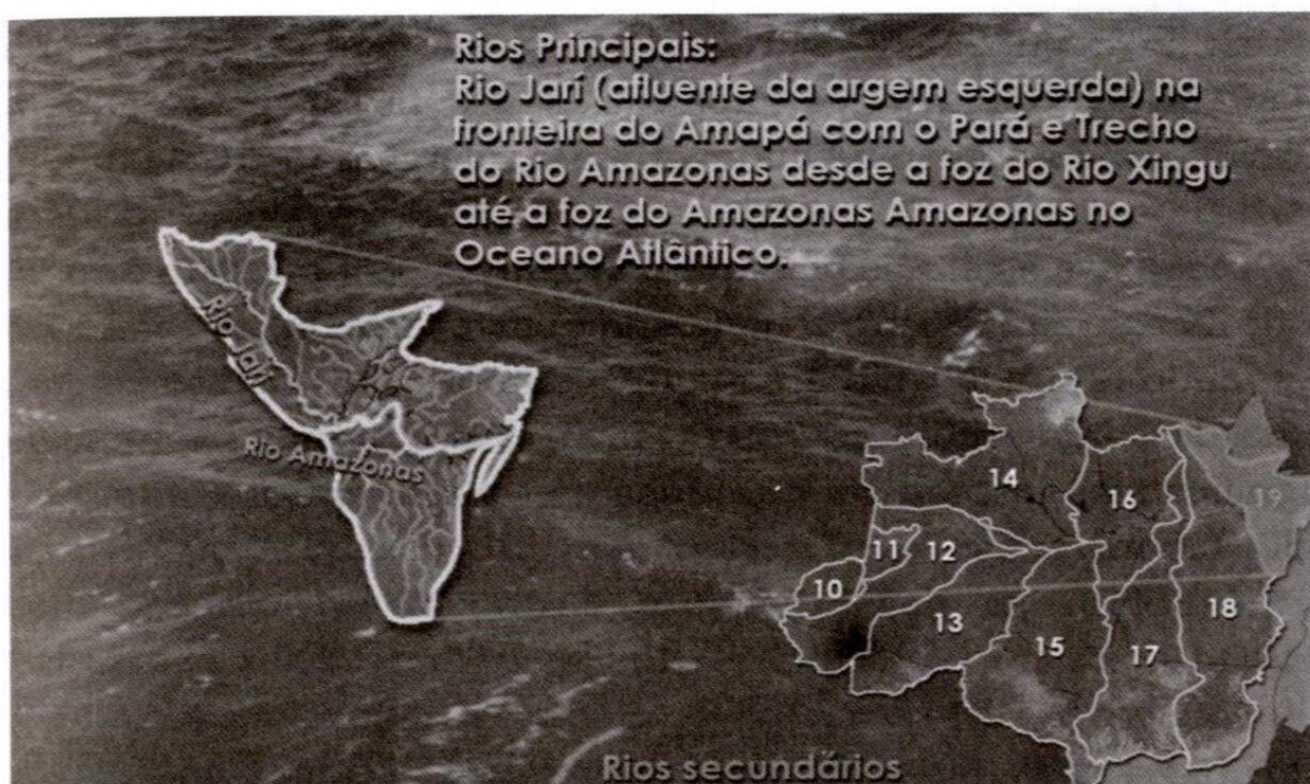 Rios Principais:
Rio Jarí (afluente da argem esquerda) na
fronteira do Amapá com o Pará e Trecho
do Rio Amazonas desde a foz do Rio Xingu
até a foz do Amazonas Amazonas no
Oceano Atlântico.
Rio Jarí
Rio Amazonas
14
16
19
11
12
10
13
15
17
18
Rios secundários